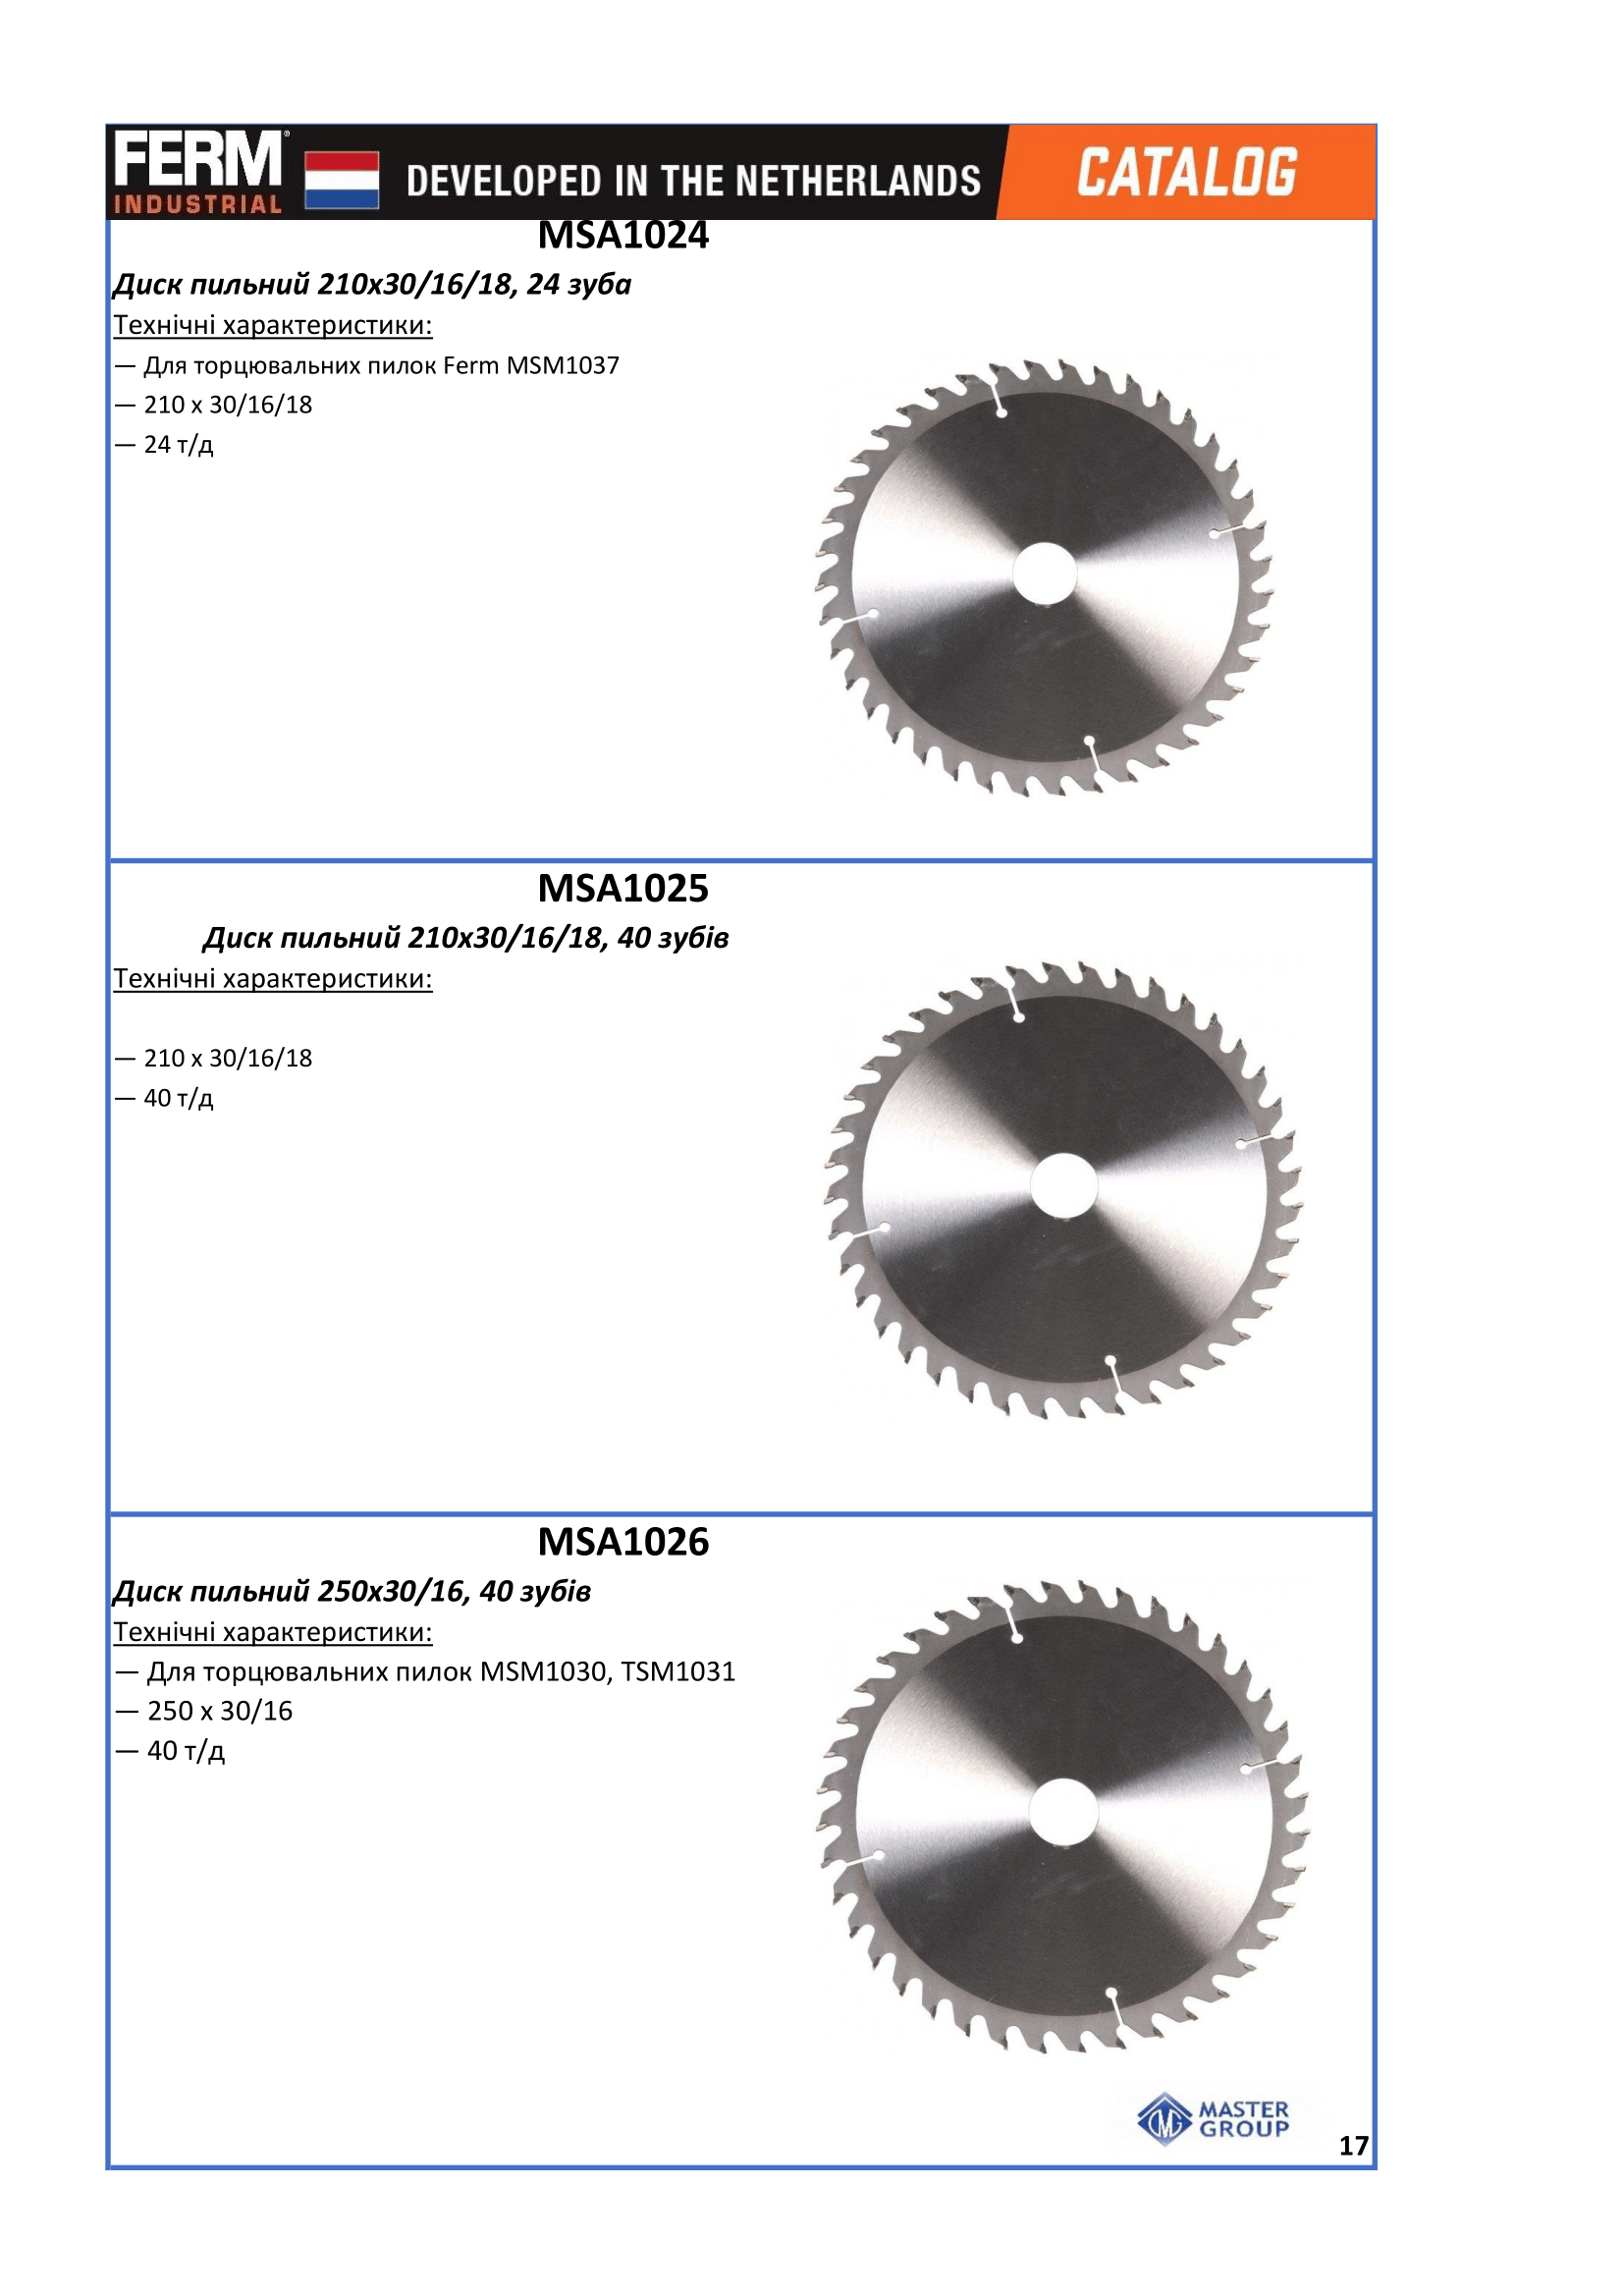 FERM®
INDUSTRIAL
DEVELOPED IN THE NETHERLANDS
CATALOG
MSA1024
Диск пильний 210х30/16/18, 24 зуба
Технічні характеристики:
— Для торцювальних пилок Ferm MSM1037
— 210 х 30/16/18
— 24 т/д
MSA1025
Диск пильний 210х30/16/18, 40 зубів
Технічні характеристики:
— 210 х 30/16/18
— 40 т/д
MSA1026
Диск пильний 250х30/16, 40 зубів
Технічні характеристики:
— Для торцювальних пилок MSM1030, TSM1031
— 250 х 30/16
— 40 т/д
MASTER
GROUP
17